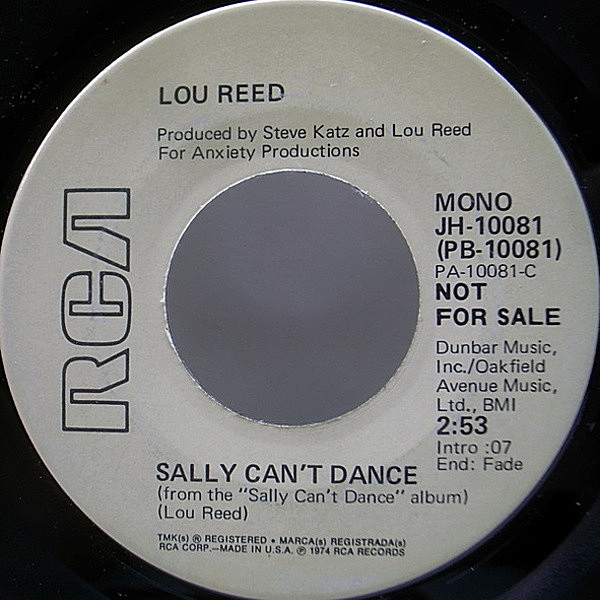 LOU REED
Produced by Steve Katz and Lou Reed
For Anxiety Productions
RCA
MONO
JH-10081
(PB-10081)
PA-10081-C
NOT
FOR SALE
Dunbar Music,
Inc./Oakfield
Avenue Music,
Ltd., BMI
2:53
Intro :07
End: Fade
SALLY CAN'T DANCE
(from the "Sally Can't Dance" album)
(Lou Reed)
TMK(s) ® REGISTERED • MARCA(s) REGISTRADA(s)
RCA CORP.—MADE IN U.S.A. ℗ 1974 RCA RECORDS